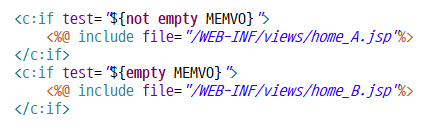 <c:if test="${not empty MEMVO}">
<%@ include file="/WEB-INF/views/home_A.jsp"%>
</c:if>
<c:if test="${empty MEMVO}">
<%@ include file="/WEB-INF/views/home_B.jsp"%>
</c:if>